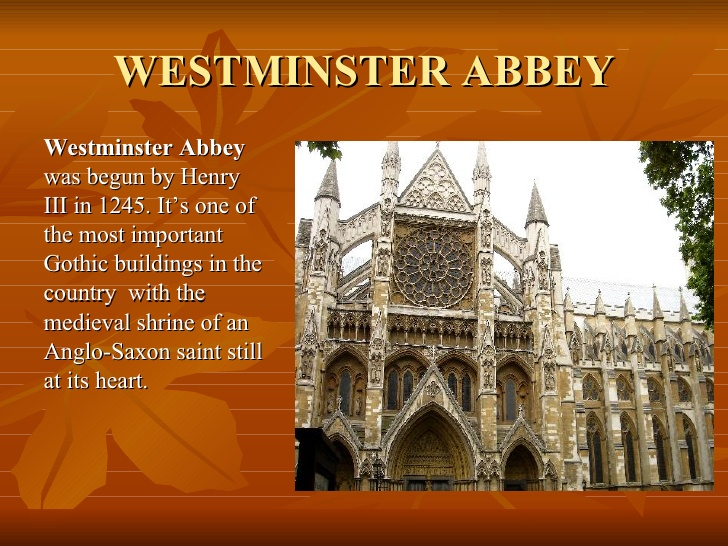 WESTMINSTER ABBEY
Westminster Abbey
was begun by Henry
III in 1245. It’s one of
the most important
Gothic buildings in the
country  with the
medieval shrine of an
Anglo-Saxon saint still
at its heart.